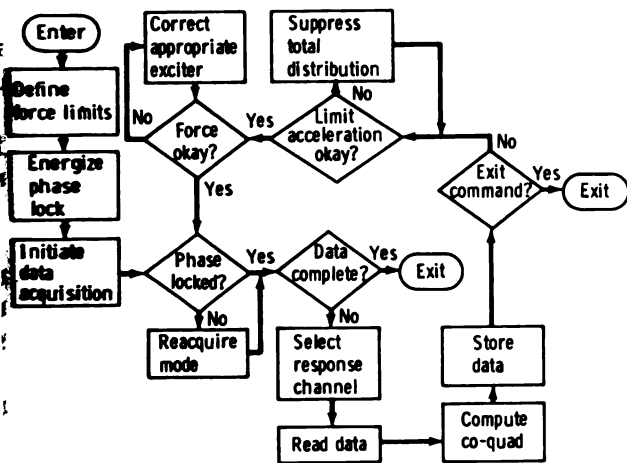 Enter
Define
force limits
Energize
phase
lock
Initiate
data
acquisition
Correct
appropriate
exciter
No
Force
okay?
Yes
Yes
Suppress
total
distribution
No
Limit
acceleration
okay?
No
Exit
command?
Yes
Exit
Phase
locked?
Yes
No
Reacquire
mode
Data
complete?
Yes
Exit
No
Select
response
channel
Read data
Compute
co-quad
Store
data